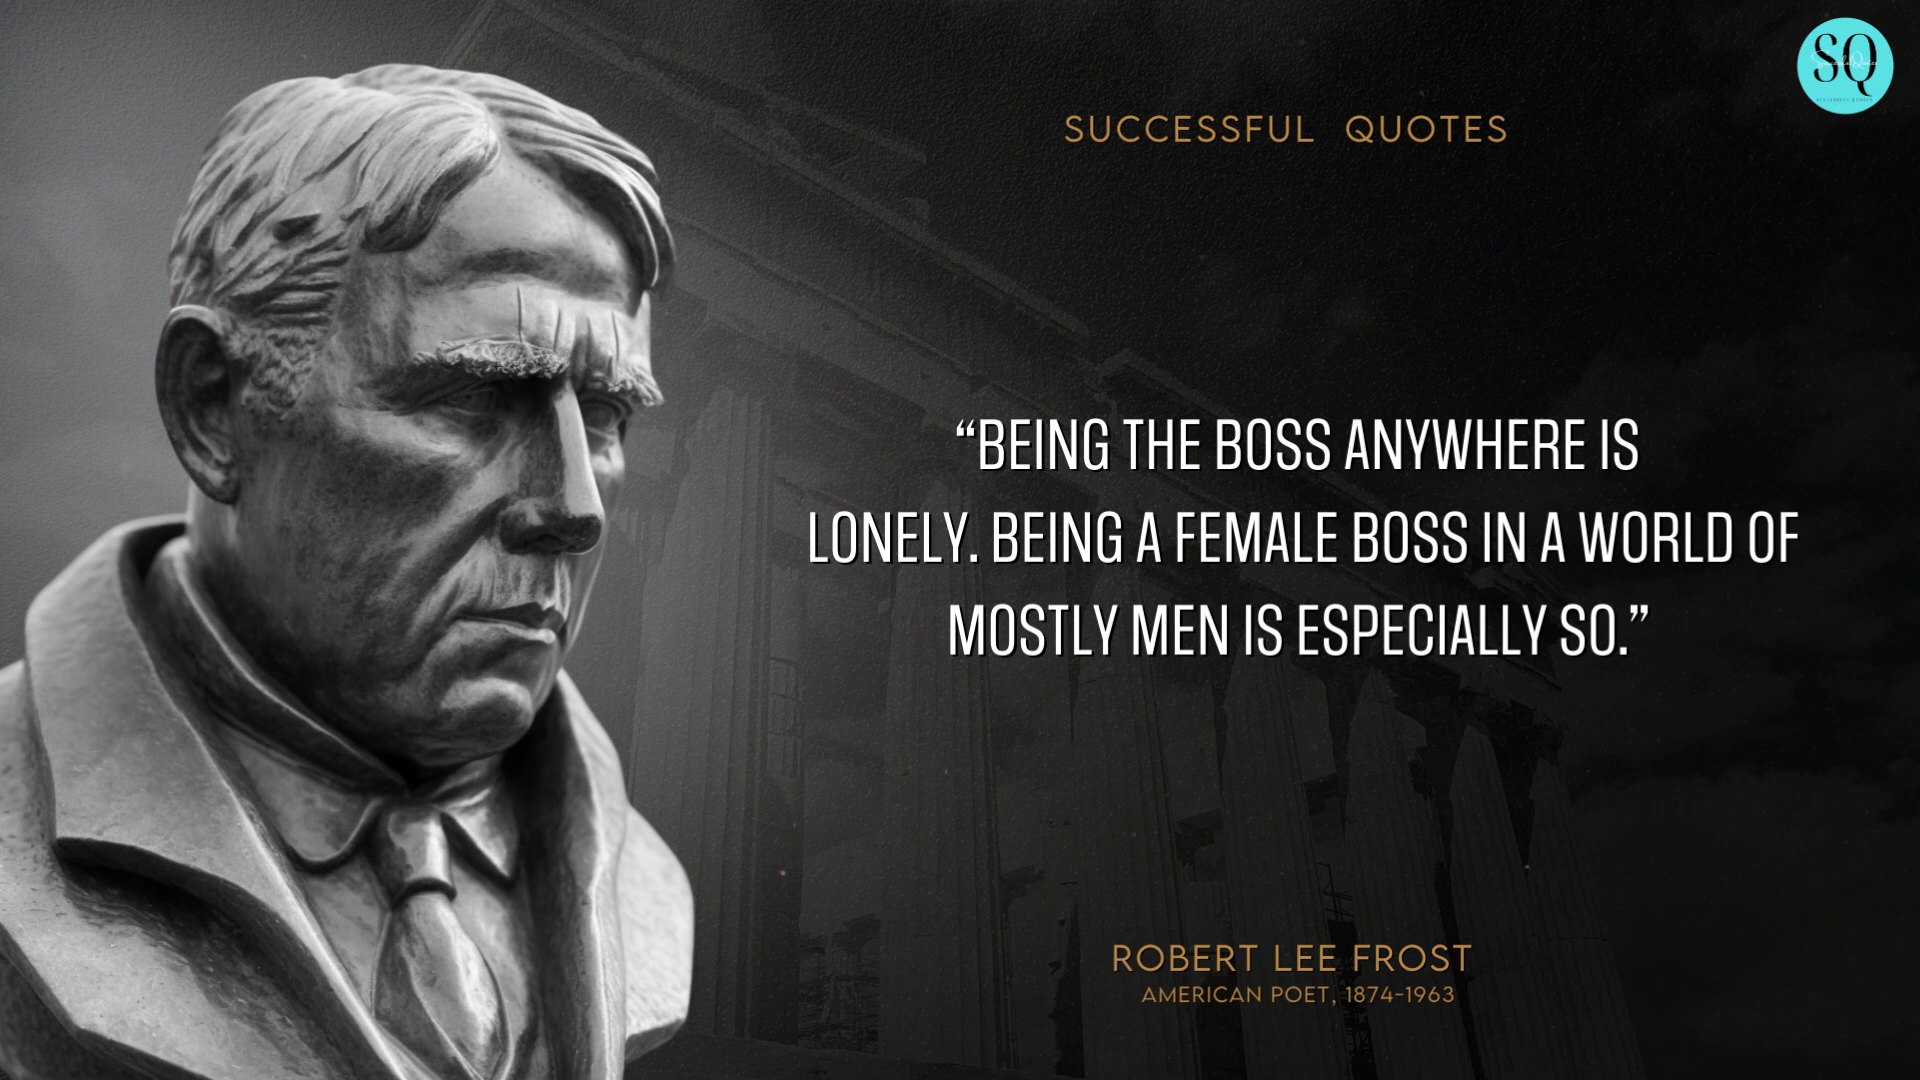 SQ
SUCCESSFUL QUOTES
“BEING THE BOSS ANYWHERE IS
LONELY. BEING A FEMALE BOSS IN A WORLD OF
MOSTLY MEN IS ESPECIALLY SO.”
ROBERT LEE FROST
AMERICAN POET, 1874-1963